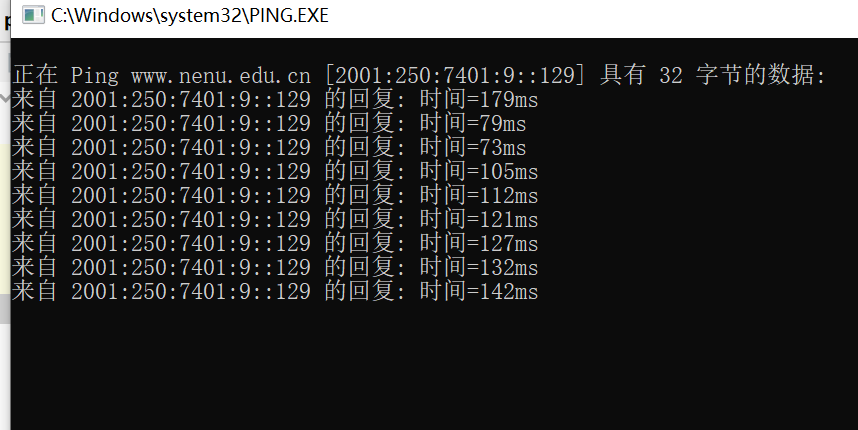 C:\Windows\system32\PING.EXE
正在 Ping www.nenu.edu.cn [2001:250:7401:9::129] 具有 32 字节的数据:
来自 2001:250:7401:9::129 的回复: 时间=179ms
来自 2001:250:7401:9::129 的回复: 时间=79ms
来自 2001:250:7401:9::129 的回复: 时间=73ms
来自 2001:250:7401:9::129 的回复: 时间=105ms
来自 2001:250:7401:9::129 的回复: 时间=112ms
来自 2001:250:7401:9::129 的回复: 时间=121ms
来自 2001:250:7401:9::129 的回复: 时间=127ms
来自 2001:250:7401:9::129 的回复: 时间=132ms
来自 2001:250:7401:9::129 的回复: 时间=142ms